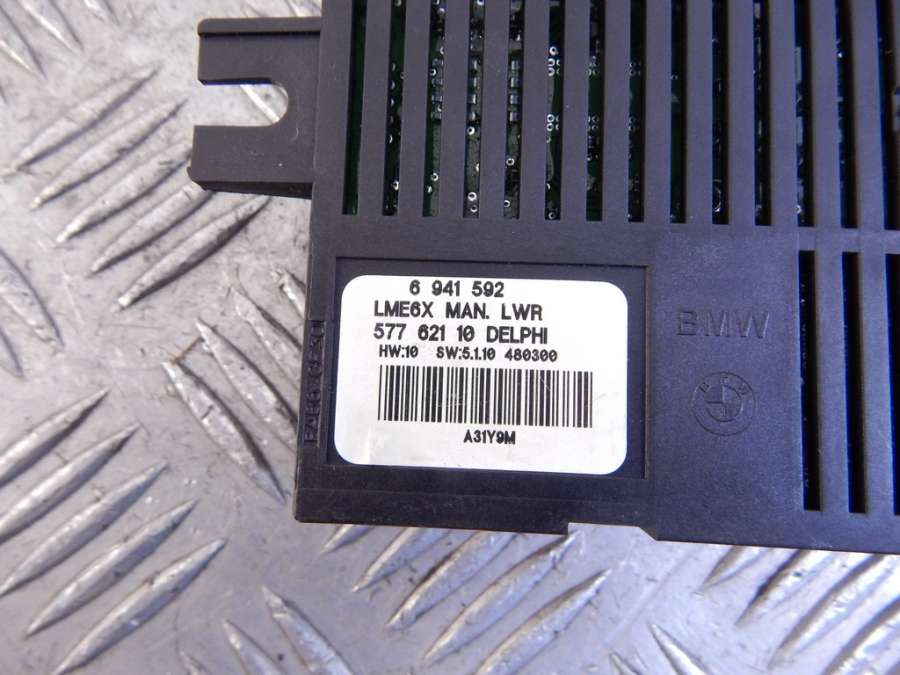 6 941 592
LME6X MAN. LWR
577 621 10 DELPHI
HW:10 SW:5.1.10 480300
A31Y9M
BMW
BMW